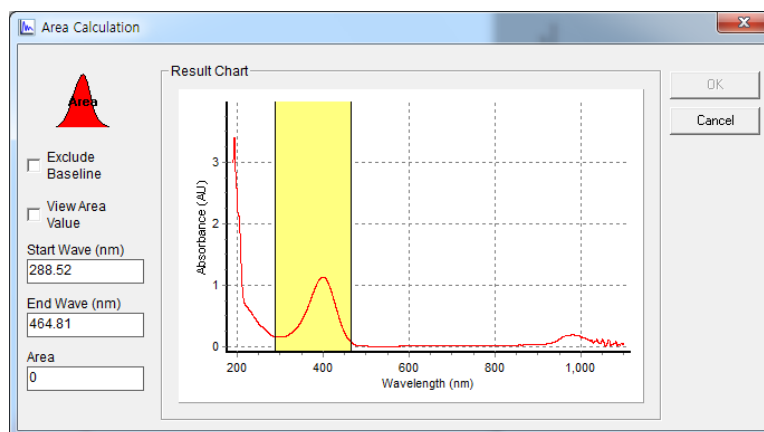 Area Calculation
Area
Exclude
Baseline
View Area
Value
Start Wave (nm)
288.52
End Wave (nm)
464.81
Area
0
Result Chart
Absorbance (AU)
3
2
1
0
200
400
600
800
1,000
Wavelength (nm)
OK
Cancel